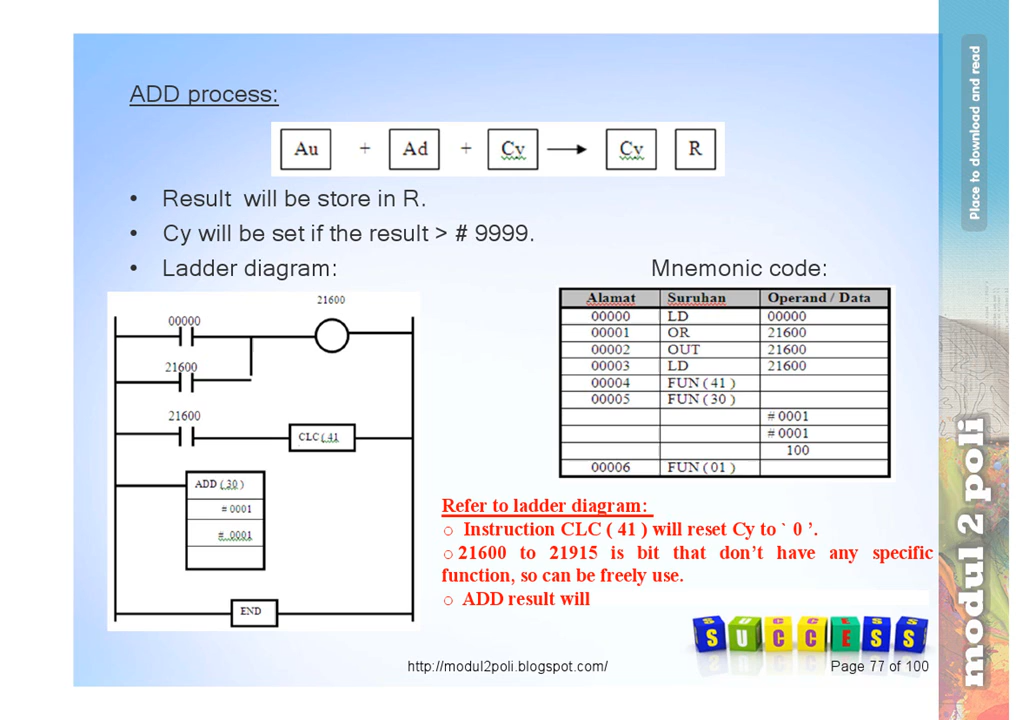 ADD process:
Au + Ad + Cy → Cy R
• Result will be store in R.
• Cy will be set if the result > # 9999.
• Ladder diagram:
Mnemonic code:
21600
00000
21600
21600
CLC ( 41
ADD ( 30 )
# 0001
# 0001
END
Alamat Suruhan Operand / Data
00000 LD 00000
00001 OR 21600
00002 OUT 21600
00003 LD 21600
00004 FUN ( 41 )
00005 FUN ( 30 )
# 0001
# 0001
100
00006 FUN ( 01 )
Refer to ladder diagram:
o Instruction CLC ( 41 ) will reset Cy to ` 0 ’.
o 21600 to 21915 is bit that don’t have any specific
function, so can be freely use.
o ADD result will
SUCCESS
http://modul2poli.blogspot.com/
Page 77 of 100
Place to download and read
modul 2 poli